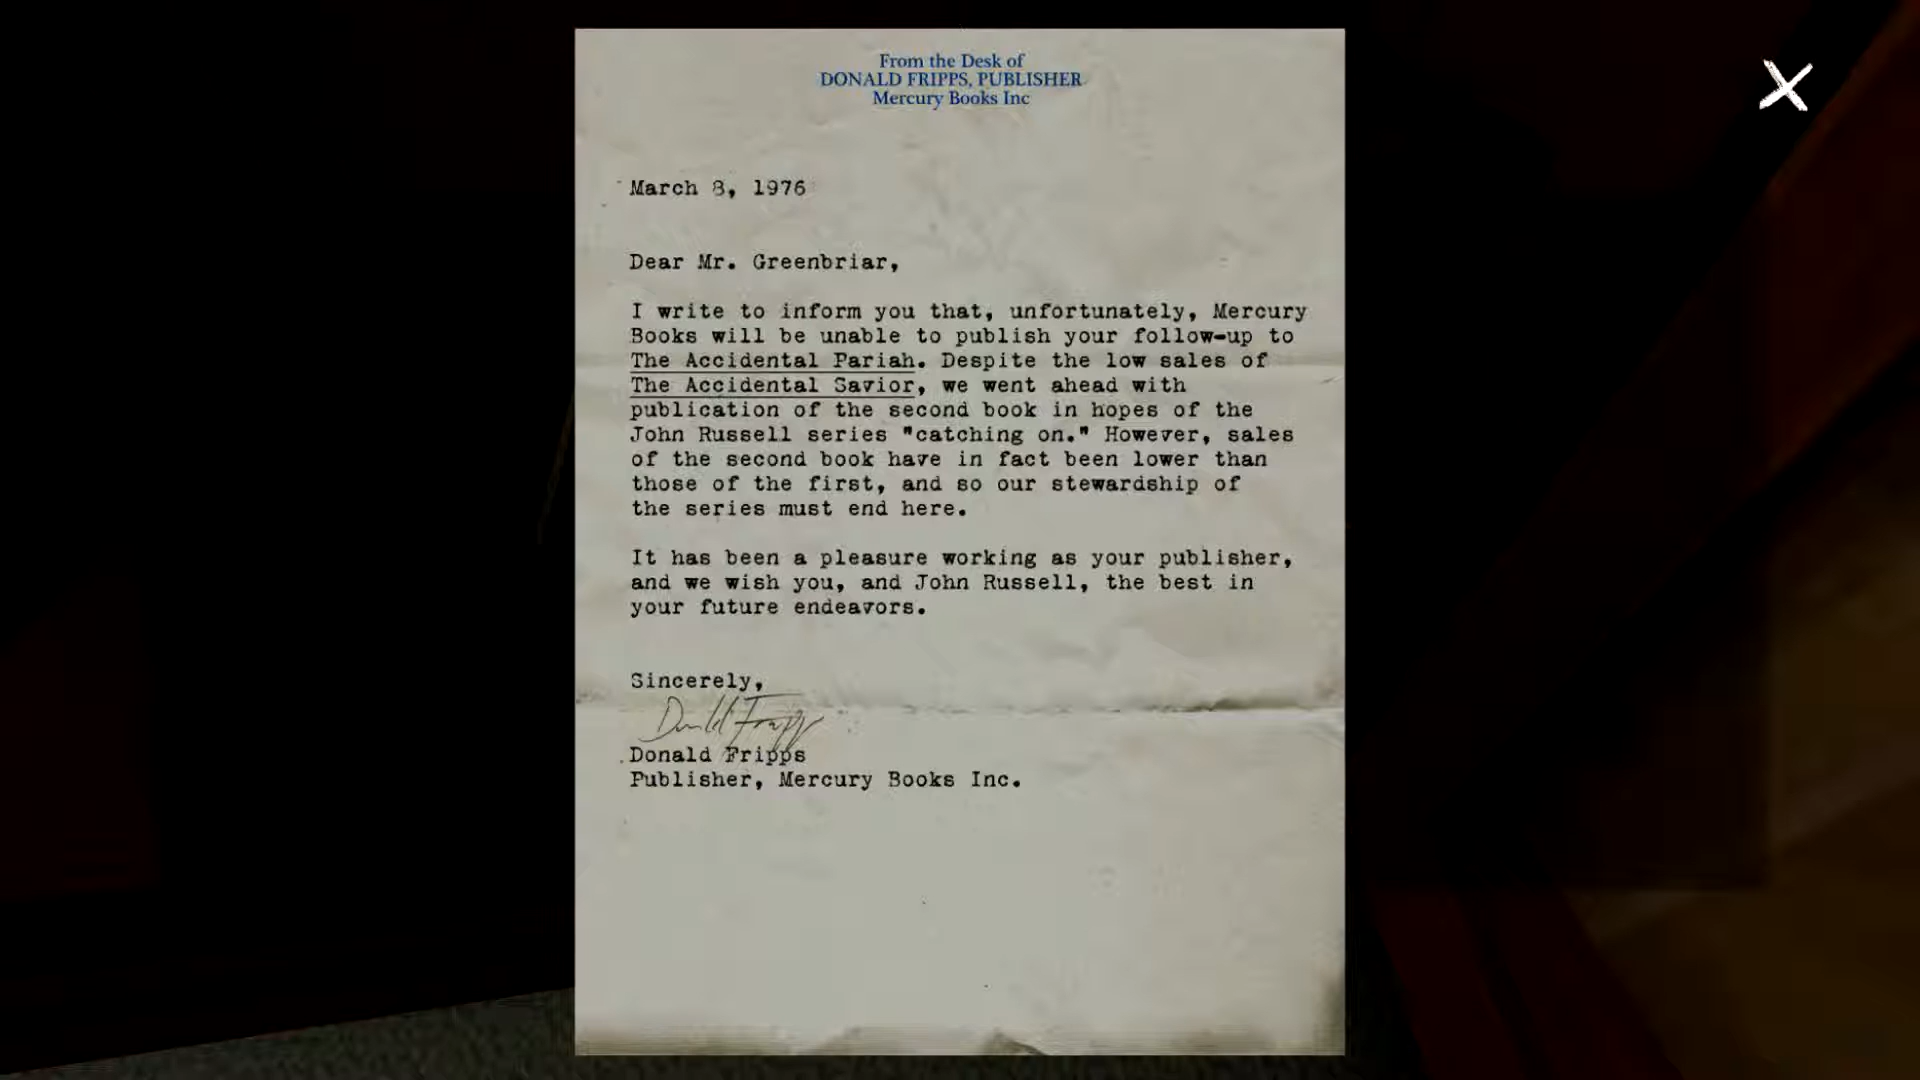 From the Desk of
DONALD FRIPPS, PUBLISHER
Mercury Books Inc
March 8, 1976
Dear Mr. Greenbriar,
I write to inform you that, unfortunately, Mercury
Books will be unable to publish your follow-up to
The Accidental Pariah. Despite the low sales of
The Accidental Savior, we went ahead with
publication of the second book in hopes of the
John Russell series "catching on." However, sales
of the second book have in fact been lower than
those of the first, and so our stewardship of
the series must end here.
It has been a pleasure working as your publisher,
and we wish you, and John Russell, the best in
your future endeavors.
Sincerely,
Donald Fripps
Donald Fripps
Publisher, Mercury Books Inc.